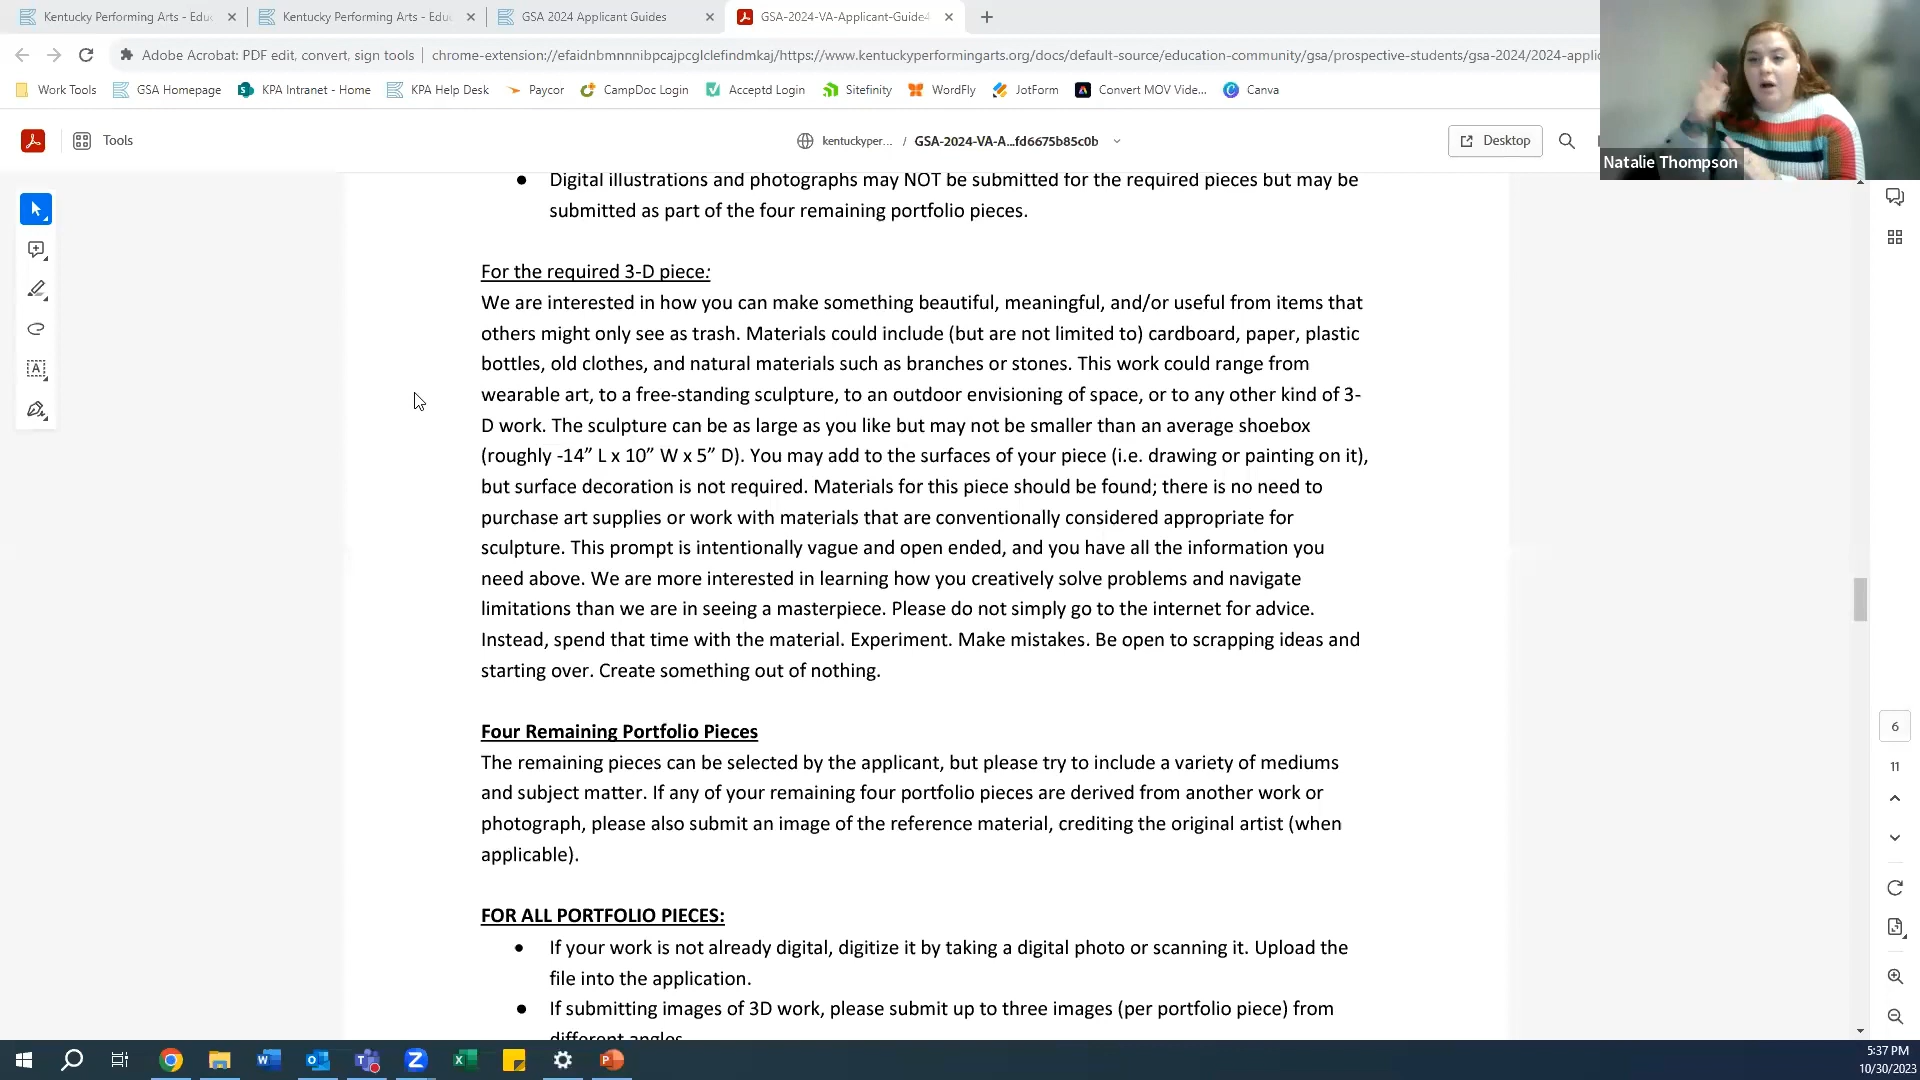 Kentucky Performing Arts - Educ
Kentucky Performing Arts - Educ
GSA 2024 Applicant Guides
GSA-2024-VA-Applicant-Guide4
Adobe Acrobat: PDF edit, convert, sign tools
chrome-extension://efaidnbmnnnibpcajpcglclefindmkaj/https://www.kentuckyperformingarts.org/docs/default-source/education-community/gsa/prospective-students/gsa-2024/2024-applic
Work Tools
GSA Homepage
KPA Intranet - Home
KPA Help Desk
Paycor
CampDoc Login
Acceptd Login
Sitefinity
WordFly
JotForm
Convert MOV Vide...
Canva
Tools
kentuckyper... / GSA-2024-VA-A...fd6675b85c0b
Desktop
Natalie Thompson
● Digital illustrations and photographs may NOT be submitted for the required pieces but may be
submitted as part of the four remaining portfolio pieces.
For the required 3-D piece:
We are interested in how you can make something beautiful, meaningful, and/or useful from items that
others might only see as trash. Materials could include (but are not limited to) cardboard, paper, plastic
bottles, old clothes, and natural materials such as branches or stones. This work could range from
wearable art, to a free-standing sculpture, to an outdoor envisioning of space, or to any other kind of 3-
D work. The sculpture can be as large as you like but may not be smaller than an average shoebox
(roughly -14” L x 10” W x 5” D). You may add to the surfaces of your piece (i.e. drawing or painting on it),
but surface decoration is not required. Materials for this piece should be found; there is no need to
purchase art supplies or work with materials that are conventionally considered appropriate for
sculpture. This prompt is intentionally vague and open ended, and you have all the information you
need above. We are more interested in learning how you creatively solve problems and navigate
limitations than we are in seeing a masterpiece. Please do not simply go to the internet for advice.
Instead, spend that time with the material. Experiment. Make mistakes. Be open to scrapping ideas and
starting over. Create something out of nothing.
Four Remaining Portfolio Pieces
The remaining pieces can be selected by the applicant, but please try to include a variety of mediums
and subject matter. If any of your remaining four portfolio pieces are derived from another work or
photograph, please also submit an image of the reference material, crediting the original artist (when
applicable).
FOR ALL PORTFOLIO PIECES:
● If your work is not already digital, digitize it by taking a digital photo or scanning it. Upload the
file into the application.
● If submitting images of 3D work, please submit up to three images (per portfolio piece) from
different angles
6
11
5:37 PM
10/30/2023